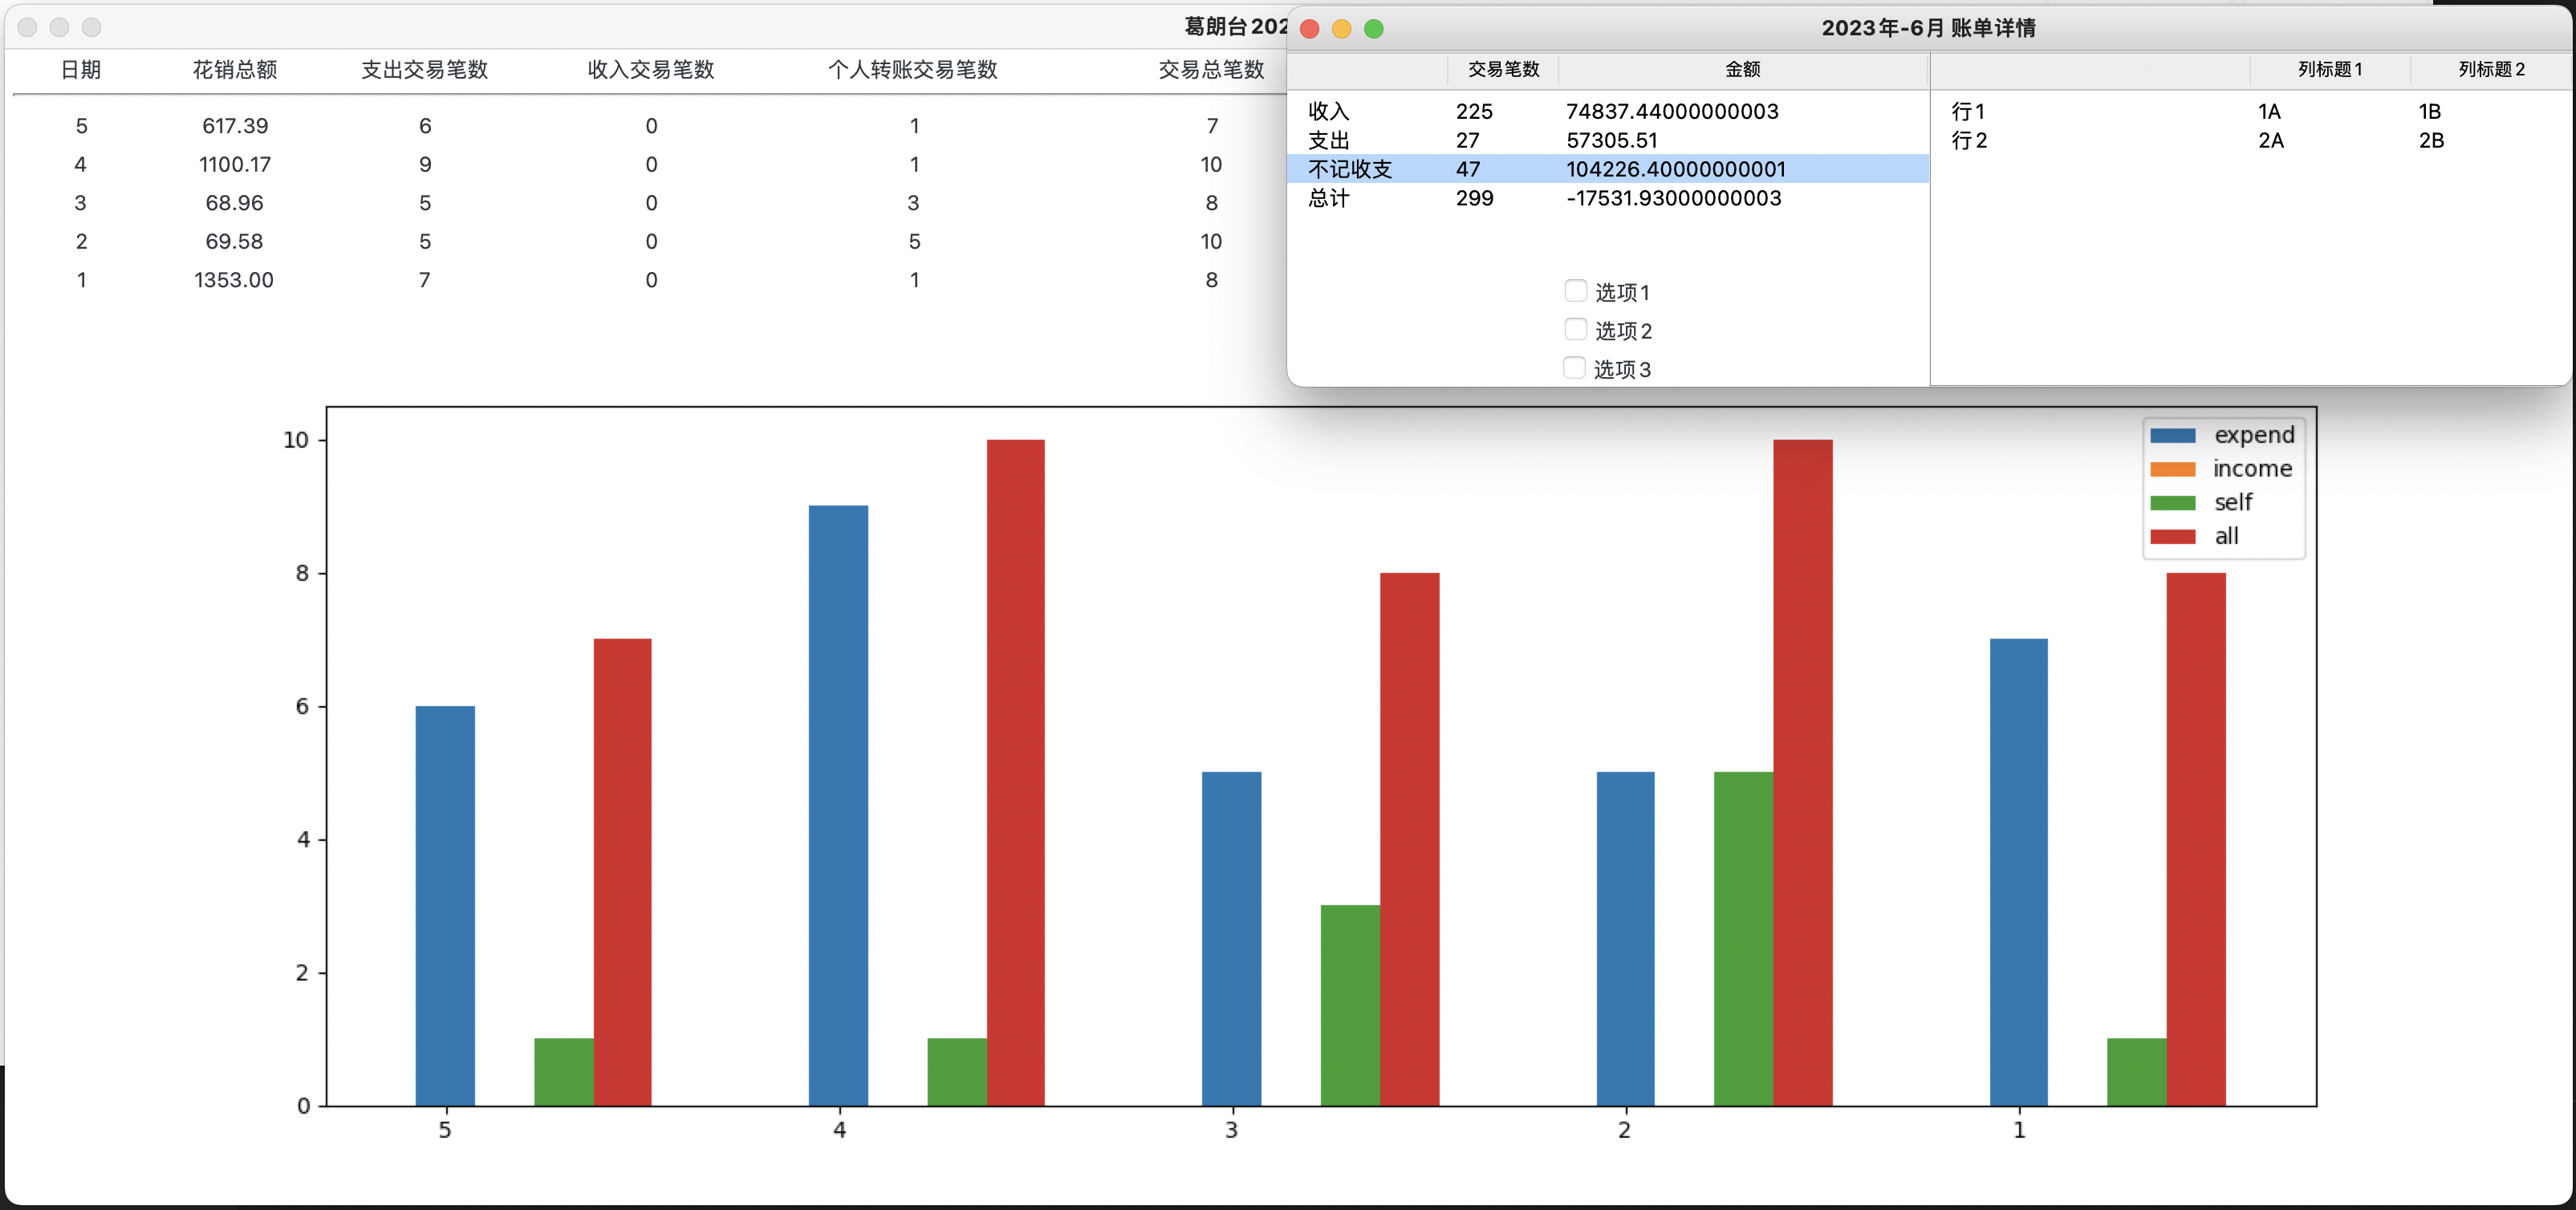 葛朗台202
日期 花销总额 支出交易笔数 收入交易笔数 个人转账交易笔数 交易总笔数
5 617.39 6 0 1 7
4 1100.17 9 0 1 10
3 68.96 5 0 3 8
2 69.58 5 0 5 10
1 1353.00 7 0 1 8
2023年-6月 账单详情
交易笔数 金额
收入 225 74837.44000000003
支出 27 57305.51
不记收支 47 104226.40000000001
总计 299 -17531.93000000003
选项1
选项2
选项3
列标题1 列标题2
行1 1A 1B
行2 2A 2B
10
8
6
4
2
0
5 4 3 2 1
expend
income
self
all